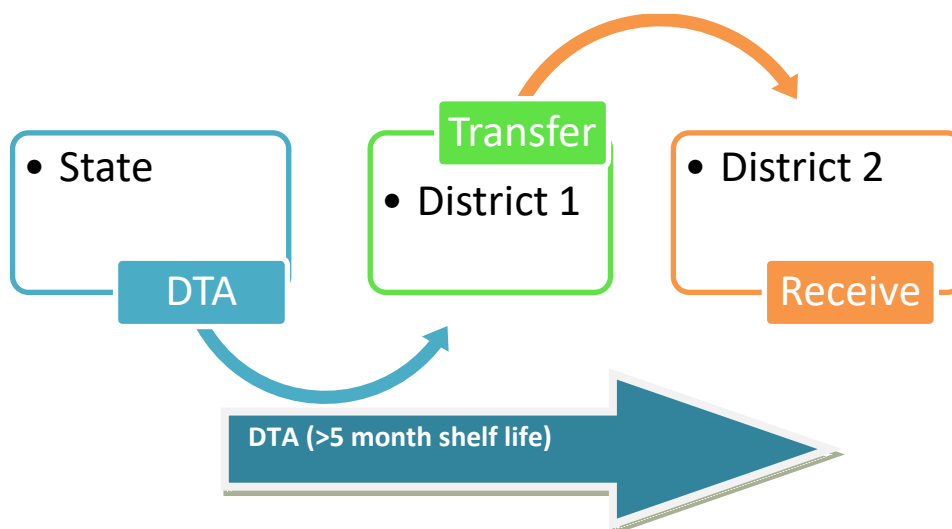 • State
DTA
Transfer
• District 1
• District 2
Receive
DTA (>5 month shelf life)